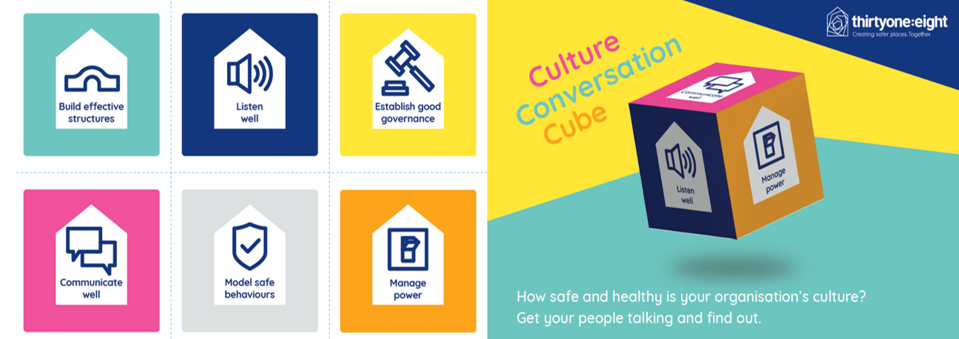 Build effective
structures
Listen
well
Establish good
governance
Communicate
well
Model safe
behaviours
Manage
power
thirtyone:eight
Creating safer places. Together
Culture
Conversation
Cube
Communicate
well
Listen
well
Manage
power
How safe and healthy is your organisation's culture?
Get your people talking and find out.